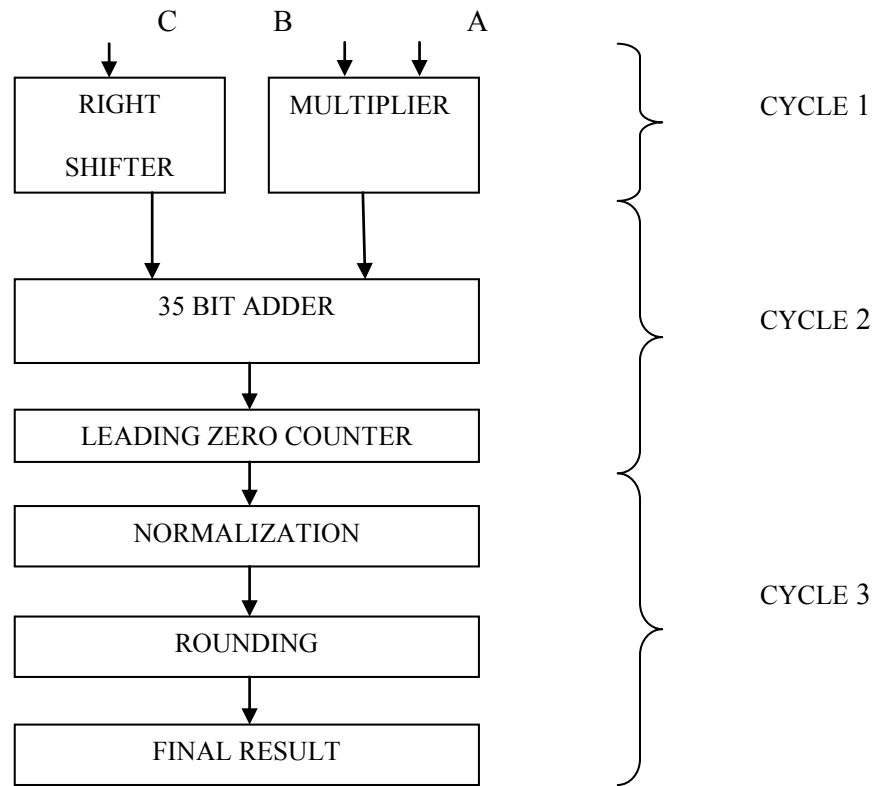 C B A
RIGHT
SHIFTER
MULTIPLIER
CYCLE 1
35 BIT ADDER
CYCLE 2
LEADING ZERO COUNTER
NORMALIZATION
CYCLE 3
ROUNDING
FINAL RESULT